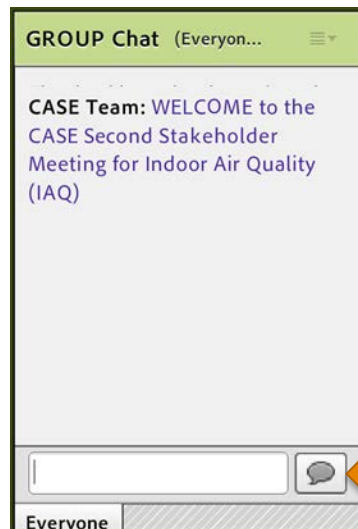 GROUP Chat (Everyon...
CASE Team: WELCOME to the
CASE Second Stakeholder
Meeting for Indoor Air Quality
(IAQ)
Everyone